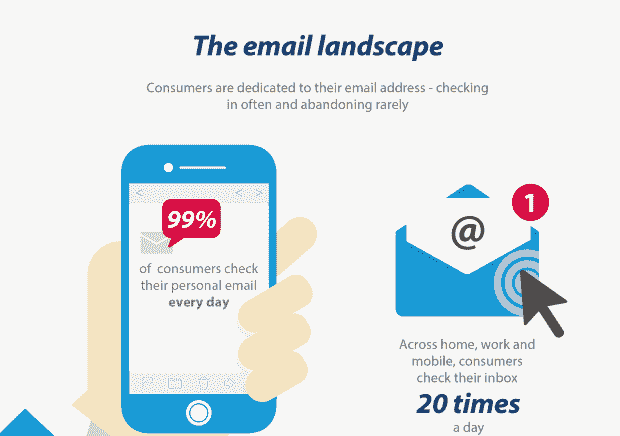 The email landscape
Consumers are dedicated to their email address - checking
in often and abandoning rarely
99%
of consumers check
their personal email
every day
1
@
Across home, work and
mobile, consumers
check their inbox
20 times
a day